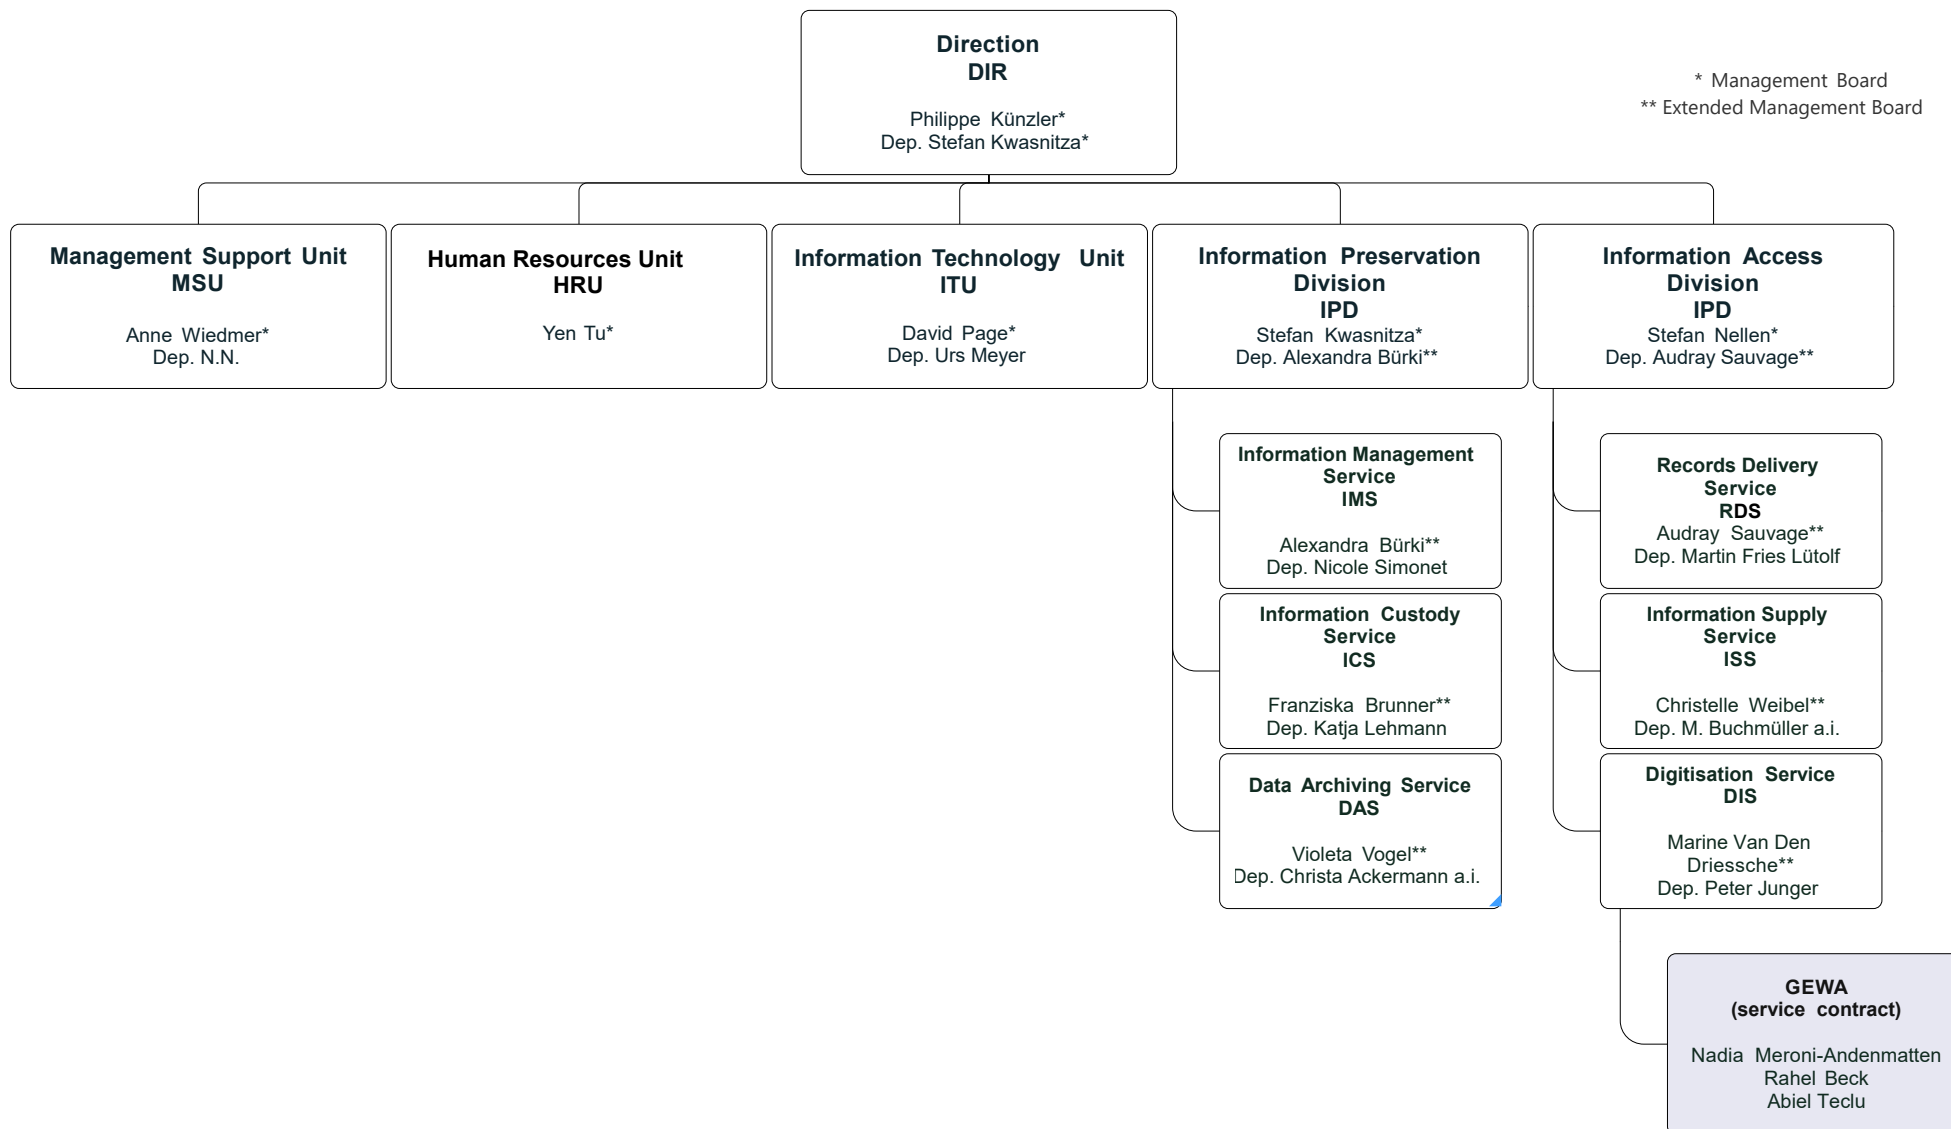 Direction
DIR
Philippe Künzler*
Dep. Stefan Kwasnitza*
* Management Board
** Extended Management Board
Management Support Unit
MSU
Anne Wiedmer*
Dep. N.N.
Human Resources Unit
HRU
Yen Tu*
Information Technology Unit
ITU
David Page*
Dep. Urs Meyer
Information Preservation
Division
IPD
Stefan Kwasnitza*
Dep. Alexandra Bürki**
Information Access
Division
IPD
Stefan Nellen*
Dep. Audray Sauvage**
Information Management
Service
IMS
Alexandra Bürki**
Dep. Nicole Simonet
Information Custody
Service
ICS
Franziska Brunner**
Dep. Katja Lehmann
Data Archiving Service
DAS
Violeta Vogel**
Dep. Christa Ackermann a.i.
Records Delivery
Service
RDS
Audray Sauvage**
Dep. Martin Fries Lütolf
Information Supply
Service
ISS
Christelle Weibel**
Dep. M. Buchmüller a.i.
Digitisation Service
DIS
Marine Van Den
Driessche**
Dep. Peter Junger
GEWA
(service contract)
Nadia Meroni-Andenmatten
Rahel Beck
Abiel Teclu